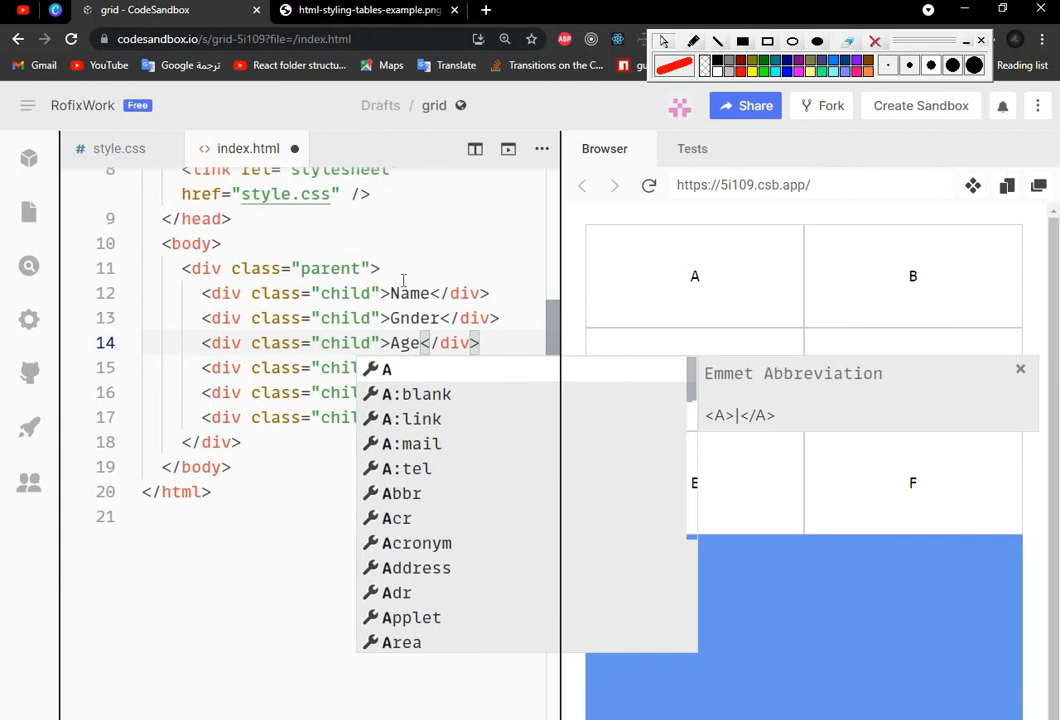 grid - CodeSandbox
html-styling-tables-example.png
codesandbox.io/s/grid-5i109?file=/index.html
Gmail YouTube ترجمة Google React folder structu... Maps Translate Transitions on the C... Reading list
RofixWork Free Drafts / grid Share Fork Create Sandbox
style.css index.html Browser Tests
https://5i109.csb.app/
8 <link rel="stylesheet"
href="style.css" />
9 </head>
10 <body>
11 <div class="parent">
12 <div class="child">Name</div>
13 <div class="child">Gnder</div>
14 <div class="child">Age</div>
15 <div class="chil
16 <div class="chil
17 <div class="chil
18 </div>
19 </body>
20 </html>
21
A
A:blank
A:link
A:mail
A:tel
Abbr
Acr
Acronym
Address
Adr
Applet
Area
Emmet Abbreviation
<A>|</A>
A B
E F